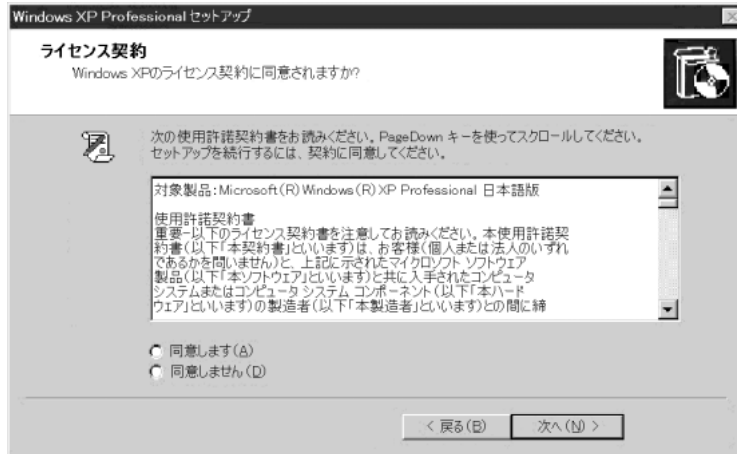 Windows XP Professional セットアップ
ライセンス契約
Windows XPのライセンス契約に同意されますか?
次の使用許諾契約書をお読みください。PageDown キーを使ってスクロールしてください。
セットアップを続行するには、契約に同意してください。
対象製品:Microsoft(R) Windows(R) XP Professional 日本語版
使用許諾契約書
重要-以下のライセンス契約書を注意してお読みください。本使用許諾契
約書(以下「本契約書」といいます)は、お客様(個人または法人のいずれ
であるかを問いません)と、上記に示されたマイクロソフト ソフトウェア
製品(以下「本ソフトウェア」といいます)と共に入手されたコンピュータ
システムまたはコンピュータ システム コンポーネント(以下「本ハード
ウェア」といいます)の製造者(以下「本製造者」といいます)との間に締
同意します(A)
同意しません(D)
< 戻る(B)
次へ(N) >